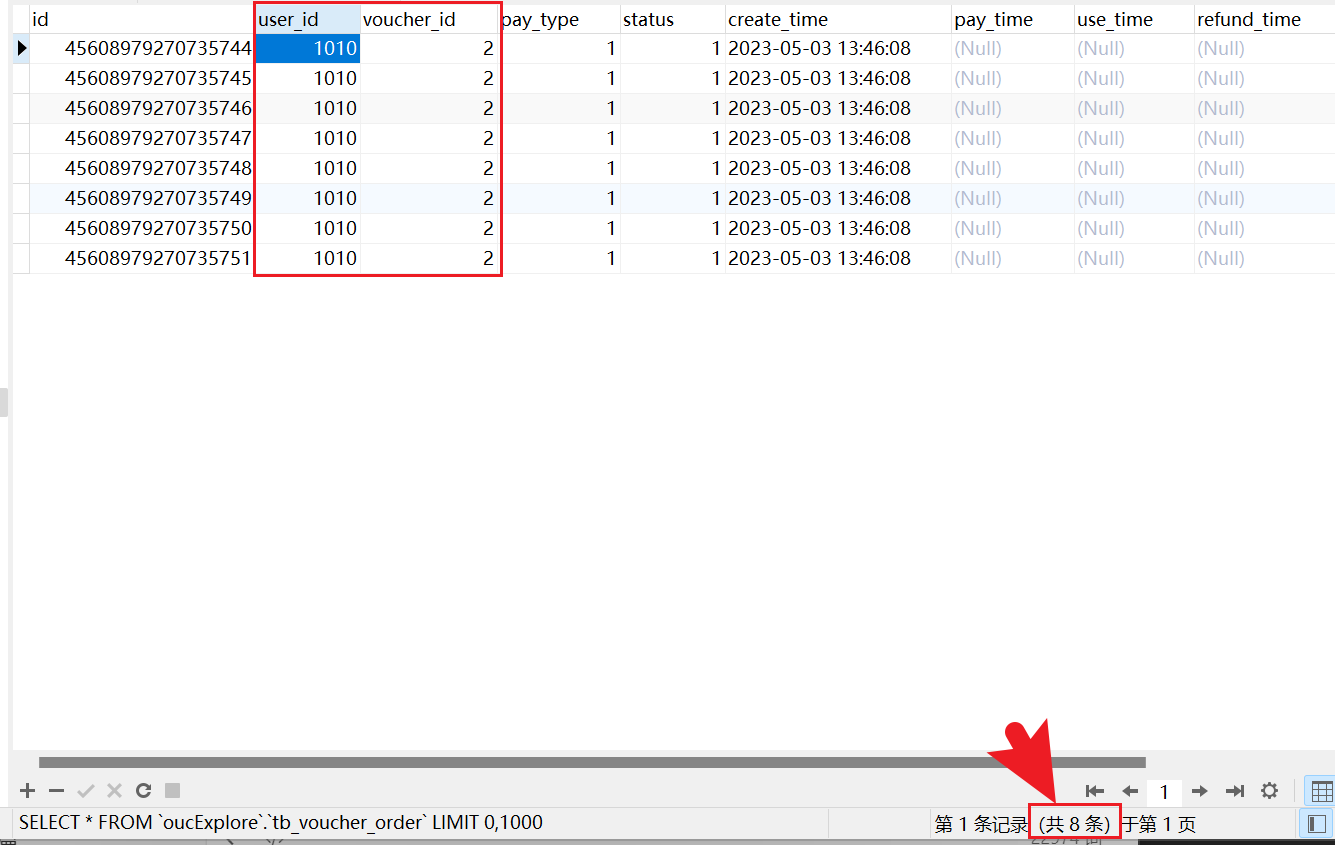 id user_id voucher_id pay_type status create_time pay_time use_time refund_time
45608979270735744 1010 2 1 1 2023-05-03 13:46:08 (Null) (Null) (Null)
45608979270735745 1010 2 1 1 2023-05-03 13:46:08 (Null) (Null) (Null)
45608979270735746 1010 2 1 1 2023-05-03 13:46:08 (Null) (Null) (Null)
45608979270735747 1010 2 1 1 2023-05-03 13:46:08 (Null) (Null) (Null)
45608979270735748 1010 2 1 1 2023-05-03 13:46:08 (Null) (Null) (Null)
45608979270735749 1010 2 1 1 2023-05-03 13:46:08 (Null) (Null) (Null)
45608979270735750 1010 2 1 1 2023-05-03 13:46:08 (Null) (Null) (Null)
45608979270735751 1010 2 1 1 2023-05-03 13:46:08 (Null) (Null) (Null)
1
SELECT * FROM `oucExplore`.`tb_voucher_order` LIMIT 0,1000 第 1 条记录 (共 8 条) 于第 1 页